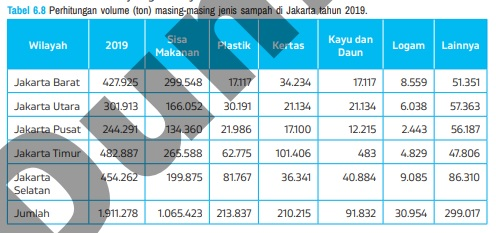 Tabel 6.8 Perhitungan volume (ton) masing-masing jenis sampah di Jakarta tahun 2019.
Wilayah 2019 Sisa Makanan Plastik Kertas Kayu dan Daun Logam Lainnya
Jakarta Barat 427.925 299.548 17.117 34.234 17.117 8.559 51.351
Jakarta Utara 301.913 166.052 30.191 21.134 21.134 6.038 57.363
Jakarta Pusat 244.291 134.360 21.986 17.100 12.215 2.443 56.187
Jakarta Timur 482.887 265.588 62.775 101.406 483 4.829 47.806
Jakarta Selatan 454.262 199.875 81.767 36.341 40.884 9.085 86.310
Jumlah 1.911.278 1.065.423 213.837 210.215 91.832 30.954 299.017